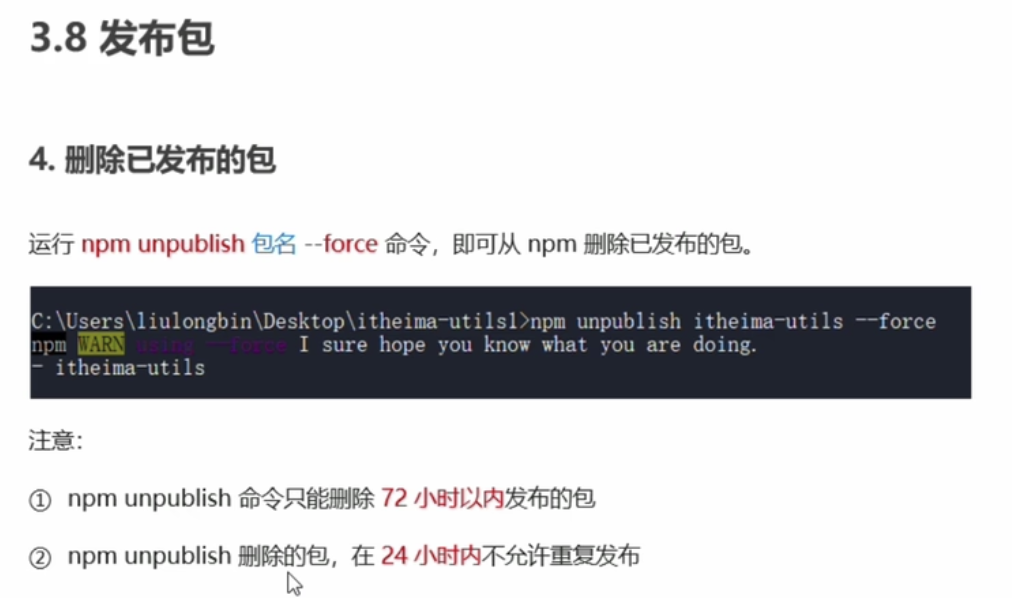 3.8 发布包
4. 删除已发布的包
运行 npm unpublish 包名 --force 命令，即可从 npm 删除已发布的包。
C:\Users\liulongbin\Desktop\itheima-utils1>npm unpublish itheima-utils --force
npm WARN using --force I sure hope you know what you are doing.
- itheima-utils
注意：
① npm unpublish 命令只能删除 72 小时以内发布的包
② npm unpublish 删除的包，在 24 小时内不允许重复发布